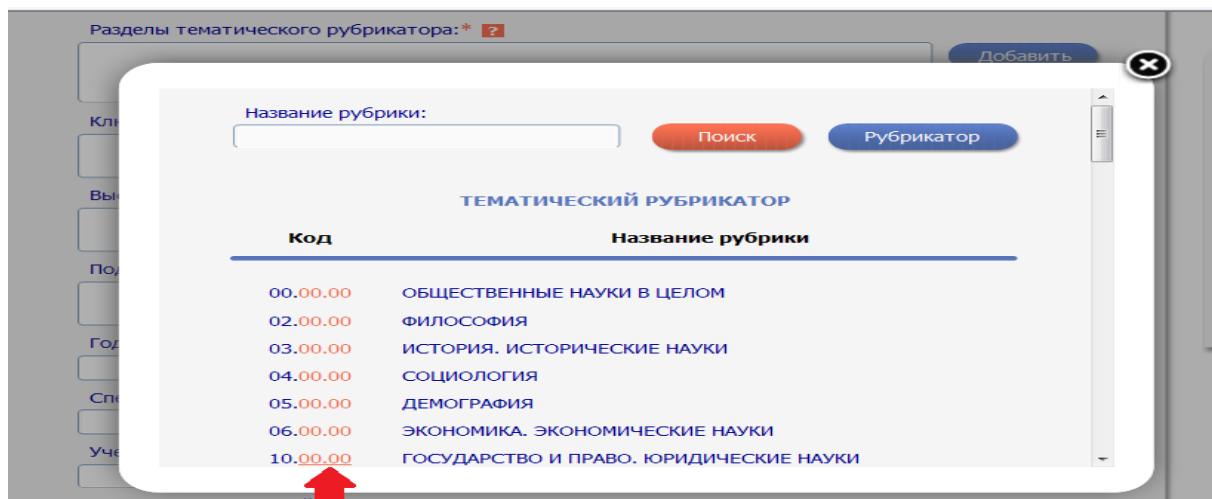 Разделы тематического рубрикатора:* ?
Добавить
Название рубрики:
Поиск
Рубрикатор
ТЕМАТИЧЕСКИЙ РУБРИКАТОР
Код Название рубрики
00.00.00 ОБЩЕСТВЕННЫЕ НАУКИ В ЦЕЛОМ
02.00.00 ФИЛОСОФИЯ
03.00.00 ИСТОРИЯ. ИСТОРИЧЕСКИЕ НАУКИ
04.00.00 СОЦИОЛОГИЯ
05.00.00 ДЕМОГРАФИЯ
06.00.00 ЭКОНОМИКА. ЭКОНОМИЧЕСКИЕ НАУКИ
10.00.00 ГОСУДАРСТВО И ПРАВО. ЮРИДИЧЕСКИЕ НАУКИ